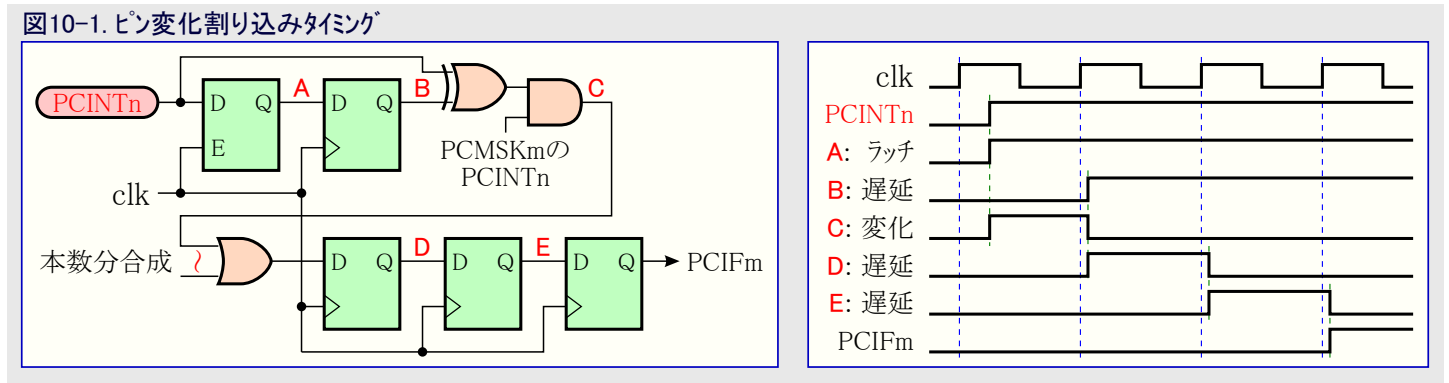 図10-1. ピン変化割り込みタイミング
PCINTn
D Q
E
A
D Q
B
C
PCMSKmの
PCINTn
clk
本数分合成
～
D Q
D
D Q
E
D Q
PCIFm
clk
PCINTn
A: ラッチ
B: 遅延
C: 変化
D: 遅延
E: 遅延
PCIFm